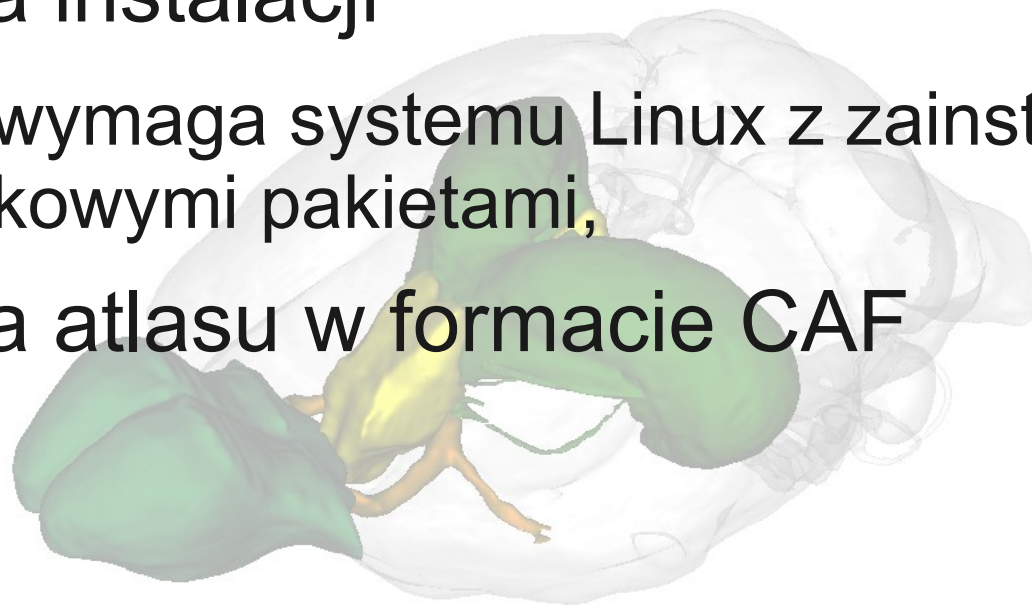 a instalacji
wymaga systemu Linux z zainst
kowymi pakietami,
a atlasu w formacie CAF